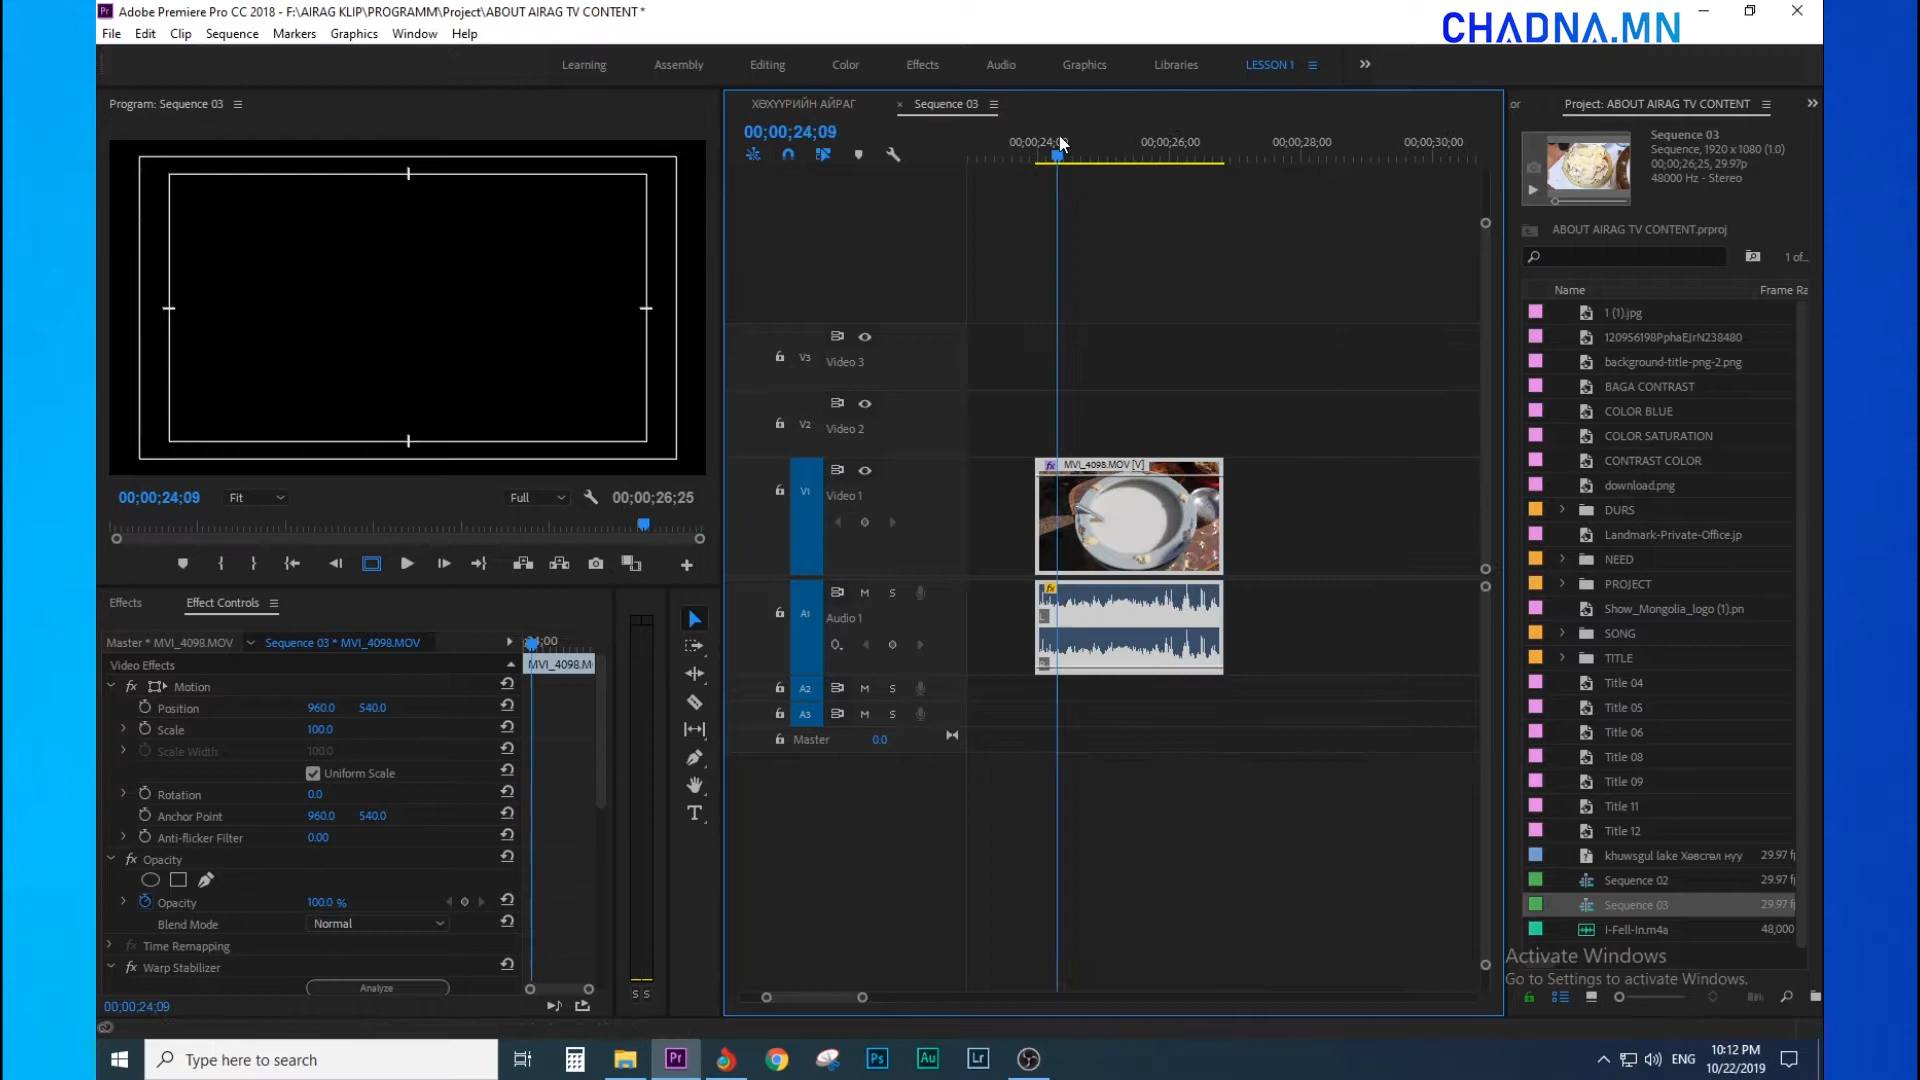 Adobe Premiere Pro CC 2018 - F:\AIRAG KLIP\PROGRAMM\Project\ABOUT AIRAG TV CONTENT *
CHADNA.MN
File Edit Clip Sequence Markers Graphics Window Help
Learning Assembly Editing Color Effects Audio Graphics Libraries LESSON 1
Program: Sequence 03
ХӨХҮҮРИЙН АЙРАГ
Sequence 03
Project: ABOUT AIRAG TV CONTENT
00;00;24;09
00;00;26;00 00;00;28;00 00;00;30;00
Sequence 03
Sequence, 1920 x 1080 (1.0)
00;00;26;25, 29.97p
48000 Hz - Stereo
ABOUT AIRAG TV CONTENT.prproj
1 of...
Name Frame Ra
1 (1).jpg
120956198PphaEJrN238480
background-title-png-2.png
BAGA CONTRAST
COLOR BLUE
COLOR SATURATION
CONTRAST COLOR
download.png
DURS
Landmark-Private-Office.jp
NEED
PROJECT
Show_Mongolia_logo (1).pn
SONG
TITLE
Title 04
Title 05
Title 06
Title 08
Title 09
Title 11
Title 12
khuwsgul lake Хөвсгөл нуу 29.97 f
Sequence 02 29.97 f
Sequence 03 29.97 f
I-Fell-In.m4a 48,000
V3 Video 3
V2 Video 2
V1 Video 1
fx MVI_4098.MOV [V]
A1 M S
Audio 1
fx
L
R
A2 M S
A3 M S
Master 0.0
00;00;24;09 Fit Full 00;00;26;25
Effects Effect Controls
Master * MVI_4098.MOV Sequence 03 * MVI_4098.MOV
Video Effects MVI_4098.M
fx Motion
Position 960.0 540.0
Scale 100.0
Scale Width 100.0
Uniform Scale
Rotation 0.0
Anchor Point 960.0 540.0
Anti-flicker Filter 0.00
fx Opacity
Opacity 100.0 %
Blend Mode Normal
fx Time Remapping
fx Warp Stabilizer
Analyze
00;00;24;09
S S
T
Activate Windows
Go to Settings to activate Windows.
Type here to search
Pr Ps Au Lr
ENG
10:12 PM
10/22/2019